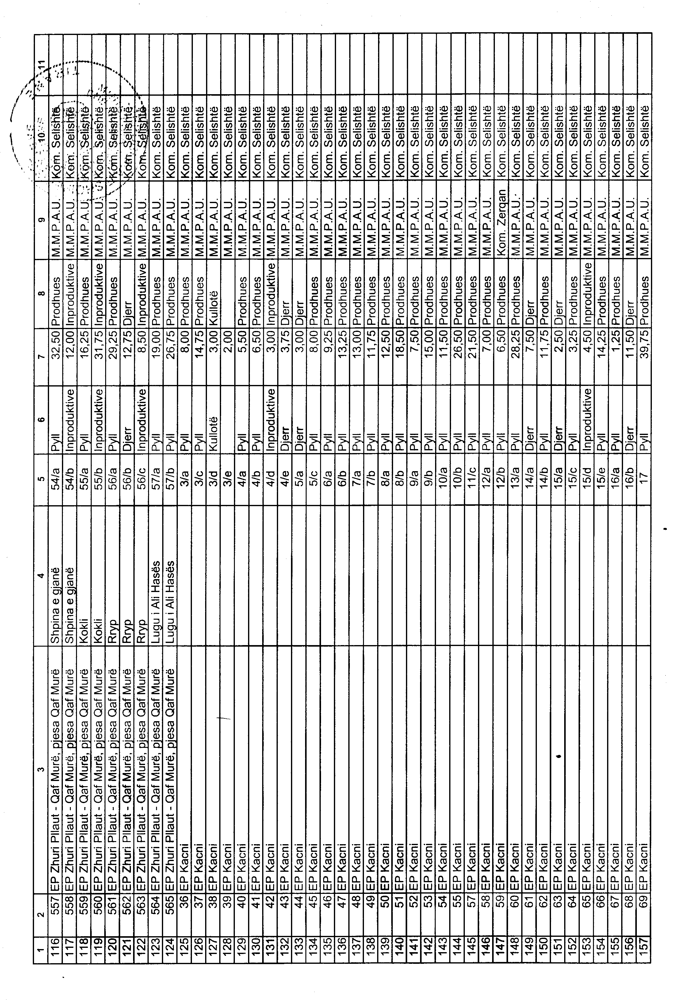 1 2 3 4 5 6 7 8 9 10 11
116 557 EP Zhuri Pllaut - Qaf Murë, pjesa Qaf Murë Shpina e gjanë 54/a Pyll 32,50 Prodhues M.M.P.A.U. Kom. Selishtë
117 558 EP Zhuri Pllaut - Qaf Murë, pjesa Qaf Murë Shpina e gjanë 54/b Inproduktive 12,00 Inproduktive M.M.P.A.U. Kom. Selishtë
118 559 EP Zhuri Pllaut - Qaf Murë, pjesa Qaf Murë Kokli 55/a Pyll 16,25 Prodhues M.M.P.A.U. Kom. Selishtë
119 560 EP Zhuri Pllaut - Qaf Murë, pjesa Qaf Murë Kokli 55/b Inproduktive 31,75 Inproduktive M.M.P.A.U. Kom. Selishtë
120 561 EP Zhuri Pllaut - Qaf Murë, pjesa Qaf Murë Rryp 56/a Pyll 29,25 Prodhues M.M.P.A.U. Kom. Selishtë
121 562 EP Zhuri Pllaut - Qaf Murë, pjesa Qaf Murë Rryp 56/b Djerr 12,75 Djerr M.M.P.A.U. Kom. Selishtë
122 563 EP Zhuri Pllaut - Qaf Murë, pjesa Qaf Murë Rryp 56/c Inproduktive 8,50 Inproduktive M.M.P.A.U. Kom. Selishtë
123 564 EP Zhuri Pllaut - Qaf Murë, pjesa Qaf Murë Lugu i Ali Hasës 57/a Pyll 19,00 Prodhues M.M.P.A.U. Kom. Selishtë
124 565 EP Zhuri Pllaut - Qaf Murë, pjesa Qaf Murë Lugu i Ali Hasës 57/b Pyll 26,75 Prodhues M.M.P.A.U. Kom. Selishtë
125 36 EP Kacni 3/a Pyll 8,00 Prodhues M.M.P.A.U. Kom. Selishtë
126 37 EP Kacni 3/c Pyll 14,75 Prodhues M.M.P.A.U. Kom. Selishtë
127 38 EP Kacni 3/d Kullotë 3,00 Kullotë M.M.P.A.U. Kom. Selishtë
128 39 EP Kacni 3/e 2,00 M.M.P.A.U. Kom. Selishtë
129 40 EP Kacni 4/a Pyll 5,50 Prodhues M.M.P.A.U. Kom. Selishtë
130 41 EP Kacni 4/b Pyll 6,50 Prodhues M.M.P.A.U. Kom. Selishtë
131 42 EP Kacni 4/d Inproduktive 3,00 Inproduktive M.M.P.A.U. Kom. Selishtë
132 43 EP Kacni 4/e Djerr 3,75 Djerr M.M.P.A.U. Kom. Selishtë
133 44 EP Kacni 5/a Djerr 3,00 Djerr M.M.P.A.U. Kom. Selishtë
134 45 EP Kacni 5/c Pyll 8,00 Prodhues M.M.P.A.U. Kom. Selishtë
135 46 EP Kacni 6/a Pyll 9,25 Prodhues M.M.P.A.U. Kom. Selishtë
136 47 EP Kacni 6/b Pyll 13,25 Prodhues M.M.P.A.U. Kom. Selishtë
137 48 EP Kacni 7/a Pyll 13,00 Prodhues M.M.P.A.U. Kom. Selishtë
138 49 EP Kacni 7/b Pyll 11,75 Prodhues M.M.P.A.U. Kom. Selishtë
139 50 EP Kacni 8/a Pyll 12,50 Prodhues M.M.P.A.U. Kom. Selishtë
140 51 EP Kacni 8/b Pyll 18,50 Prodhues M.M.P.A.U. Kom. Selishtë
141 52 EP Kacni 9/a Pyll 7,50 Prodhues M.M.P.A.U. Kom. Selishtë
142 53 EP Kacni 9/b Pyll 15,00 Prodhues M.M.P.A.U. Kom. Selishtë
143 54 EP Kacni 10/a Pyll 11,50 Prodhues M.M.P.A.U. Kom. Selishtë
144 55 EP Kacni 10/b Pyll 26,50 Prodhues M.M.P.A.U. Kom. Selishtë
145 57 EP Kacni 11/c Pyll 21,50 Prodhues M.M.P.A.U. Kom. Selishtë
146 58 EP Kacni 12/a Pyll 7,00 Prodhues M.M.P.A.U. Kom. Selishtë
147 59 EP Kacni 12/b Pyll 6,50 Prodhues Kom. Zerqan Kom. Selishtë
148 60 EP Kacni 13/a Pyll 28,25 Prodhues M.M.P.A.U. Kom. Selishtë
149 61 EP Kacni 14/a Djerr 7,50 Djerr M.M.P.A.U. Kom. Selishtë
150 62 EP Kacni 14/b Pyll 11,75 Prodhues M.M.P.A.U. Kom. Selishtë
151 63 EP Kacni 15/a Djerr 2,50 Djerr M.M.P.A.U. Kom. Selishtë
152 64 EP Kacni 15/c Pyll 3,25 Prodhues M.M.P.A.U. Kom. Selishtë
153 65 EP Kacni 15/d Inproduktive 4,50 Inproduktive M.M.P.A.U. Kom. Selishtë
154 66 EP Kacni 15/e Pyll 14,25 Prodhues M.M.P.A.U. Kom. Selishtë
155 67 EP Kacni 16/a Pyll 1,25 Prodhues M.M.P.A.U. Kom. Selishtë
156 68 EP Kacni 16/b Djerr 11,50 Djerr M.M.P.A.U. Kom. Selishtë
157 69 EP Kacni 17 Pyll 39,75 Prodhues M.M.P.A.U. Kom. Selishtë